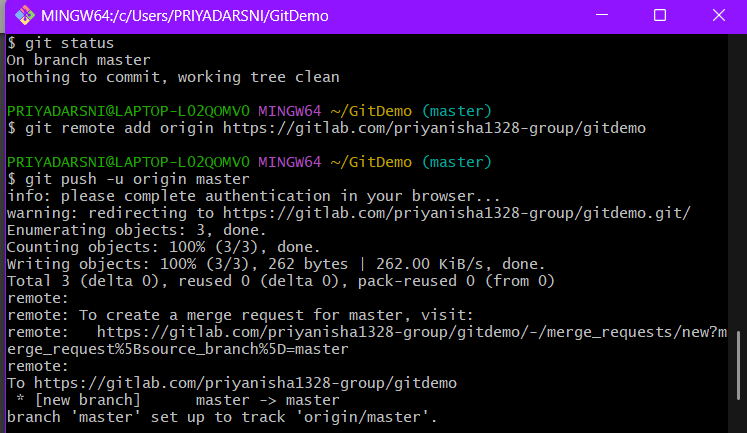 MINGW64:/c/Users/PRIYADARSNI/GitDemo
$ git status
On branch master
nothing to commit, working tree clean
PRIYADARSNI@LAPTOP-LO2QOMVO MINGW64 ~/GitDemo (master)
$ git remote add origin https://gitlab.com/priyanisha1328-group/gitdemo
PRIYADARSNI@LAPTOP-LO2QOMVO MINGW64 ~/GitDemo (master)
$ git push -u origin master
info: please complete authentication in your browser...
warning: redirecting to https://gitlab.com/priyanisha1328-group/gitdemo.git/
Enumerating objects: 3, done.
Counting objects: 100% (3/3), done.
Writing objects: 100% (3/3), 262 bytes | 262.00 KiB/s, done.
Total 3 (delta 0), reused 0 (delta 0), pack-reused 0 (from 0)
remote:
remote: To create a merge request for master, visit:
remote:   https://gitlab.com/priyanisha1328-group/gitdemo/-/merge_requests/new?m
erge_request%5Bsource_branch%5D=master
remote:
To https://gitlab.com/priyanisha1328-group/gitdemo
 * [new branch]      master -> master
branch 'master' set up to track 'origin/master'.